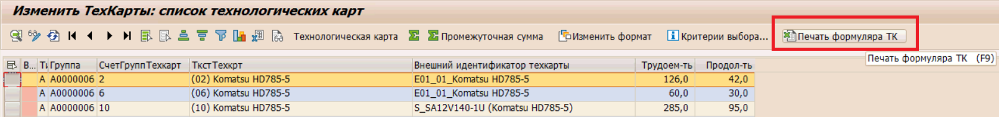 Изменить ТехКарты: список технологических карт
Технологическая карта Промежуточная сумма Изменить формат Критерии выбора... Печать формуляра ТК
Печать формуляра ТК (F9)
В... Ти Группа СчетГруппТехкарт ТкстТехкрт Внешний идентификатор техкарты Трудоем-ть Продол-ть
A A0000006 2 (02) Komatsu HD785-5 E01_01_Komatsu HD785-5 126,0 42,0
A A0000006 6 (06) Komatsu HD785-5 E01_01_Komatsu HD785-5 60,0 30,0
A A0000006 10 (10) Komatsu HD785-5 S_SA12V140-1U (Komatsu HD785-5) 285,0 95,0